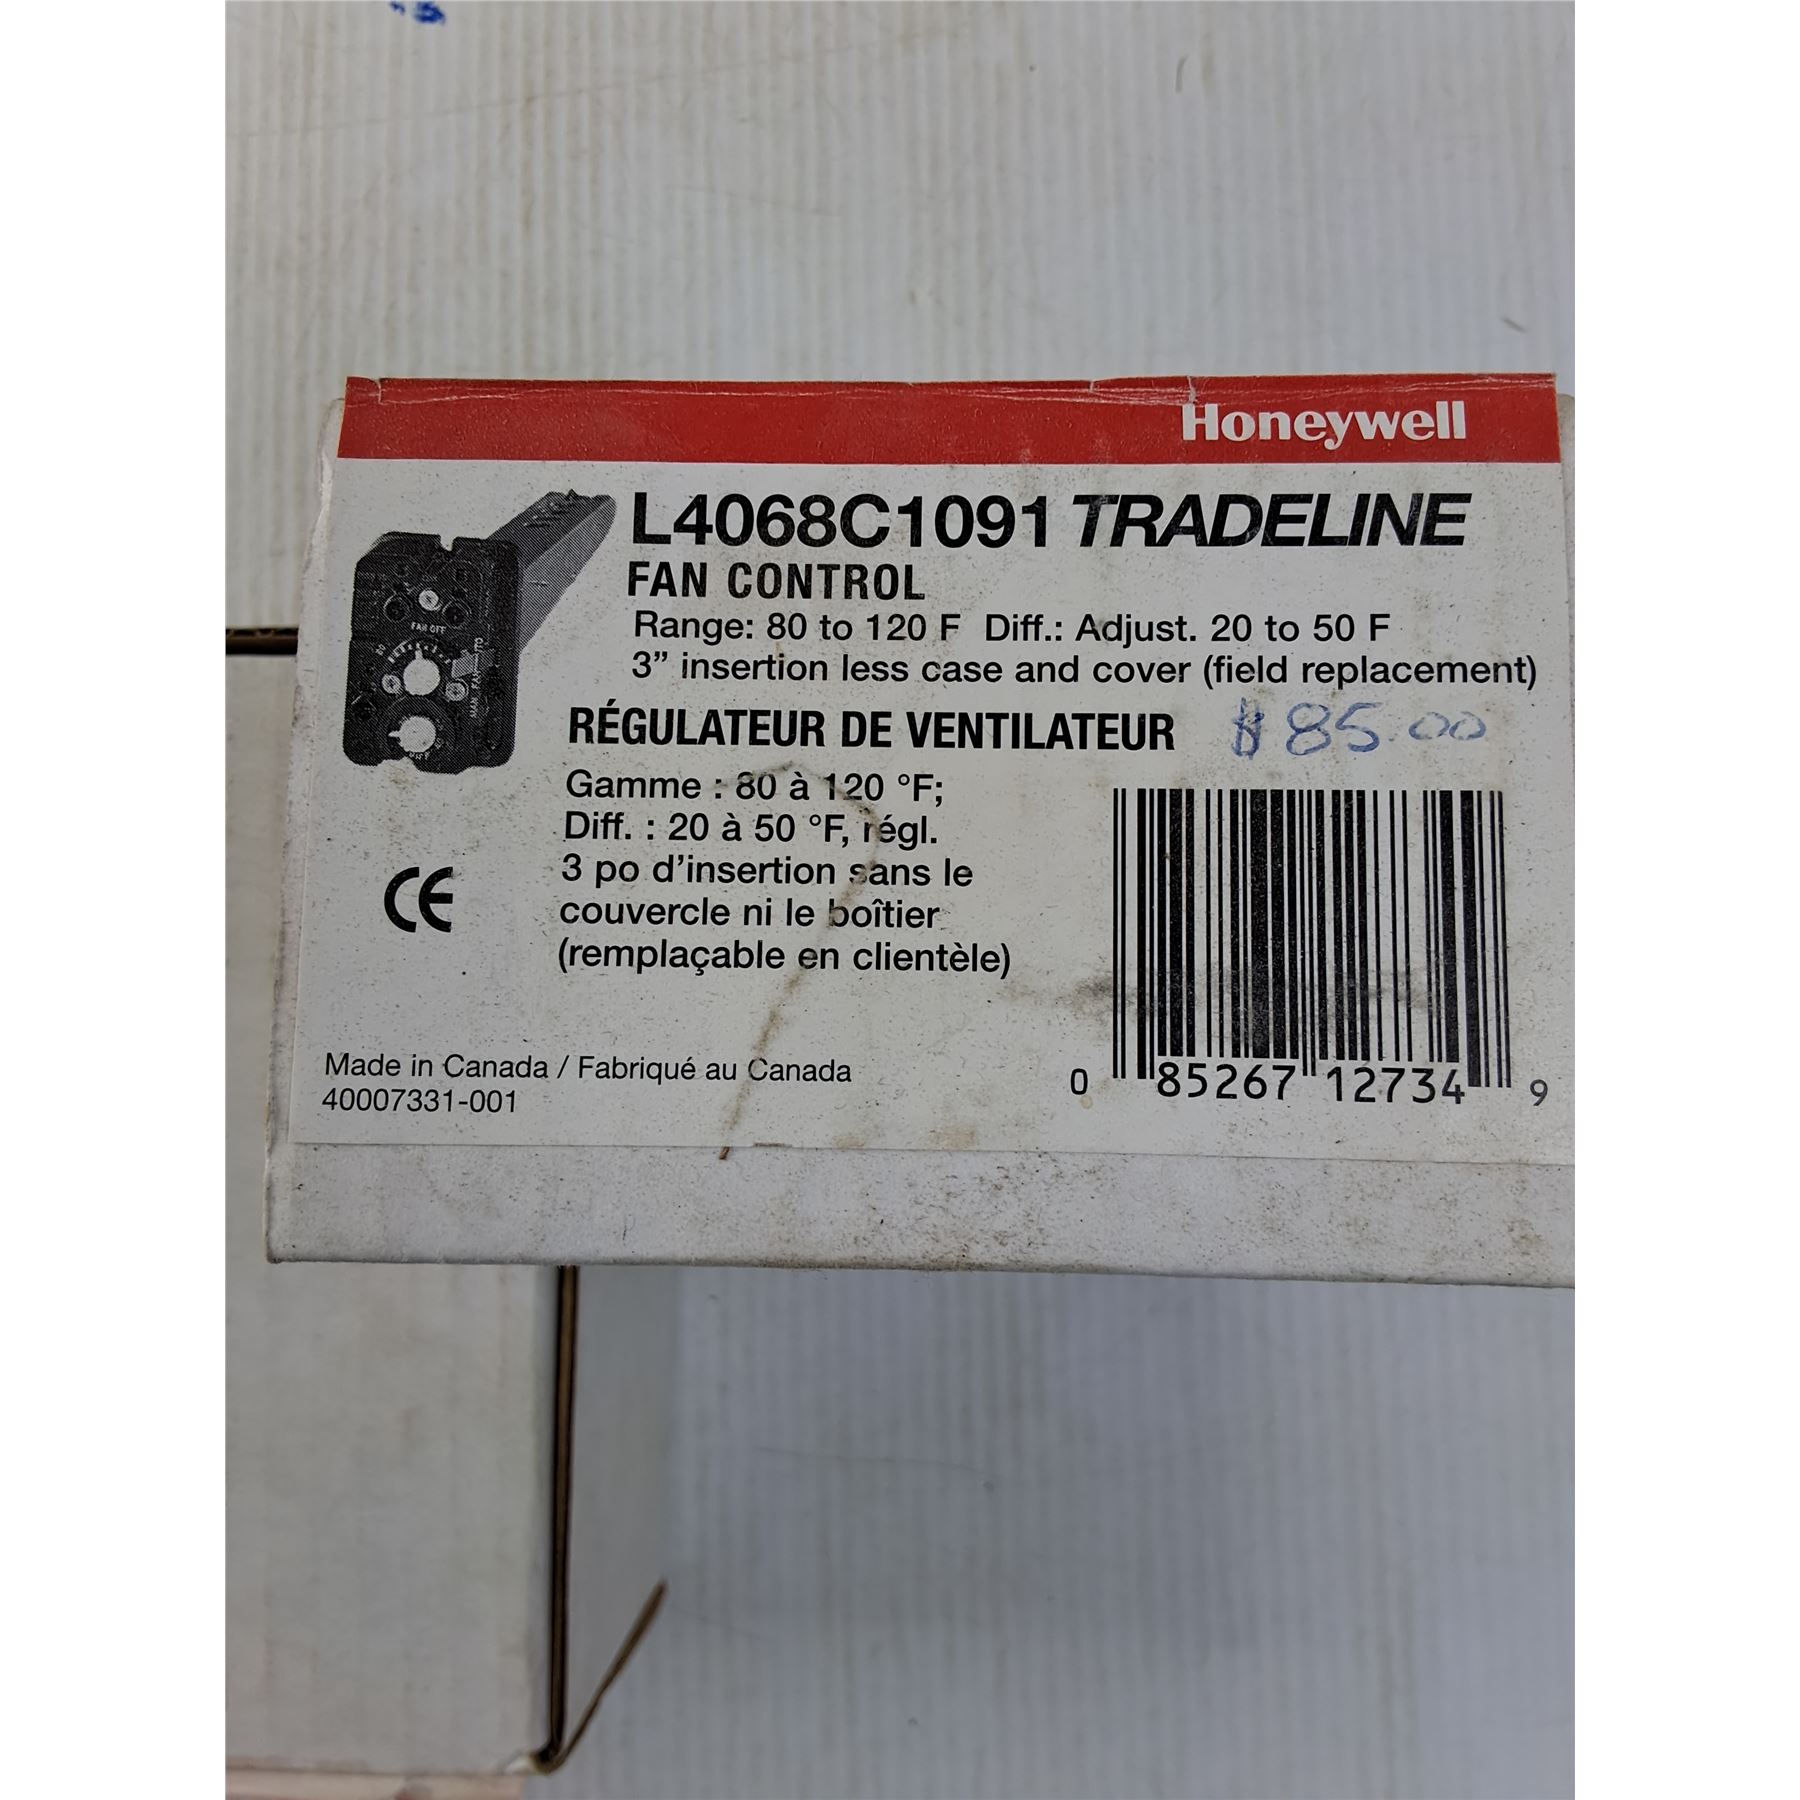 Honeywell
L4068C1091 TRADELINE
FAN CONTROL
Range: 80 to 120 F Diff.: Adjust. 20 to 50 F
3” insertion less case and cover (field replacement)
RÉGULATEUR DE VENTILATEUR $85.00
Gamme : 80 à 120 °F;
Diff. : 20 à 50 °F, régl.
3 po d’insertion sans le
couvercle ni le boîtier
(remplaçable en clientèle)
CE
Made in Canada / Fabriqué au Canada
40007331-001
0 85267 12734 9
FAN OFF